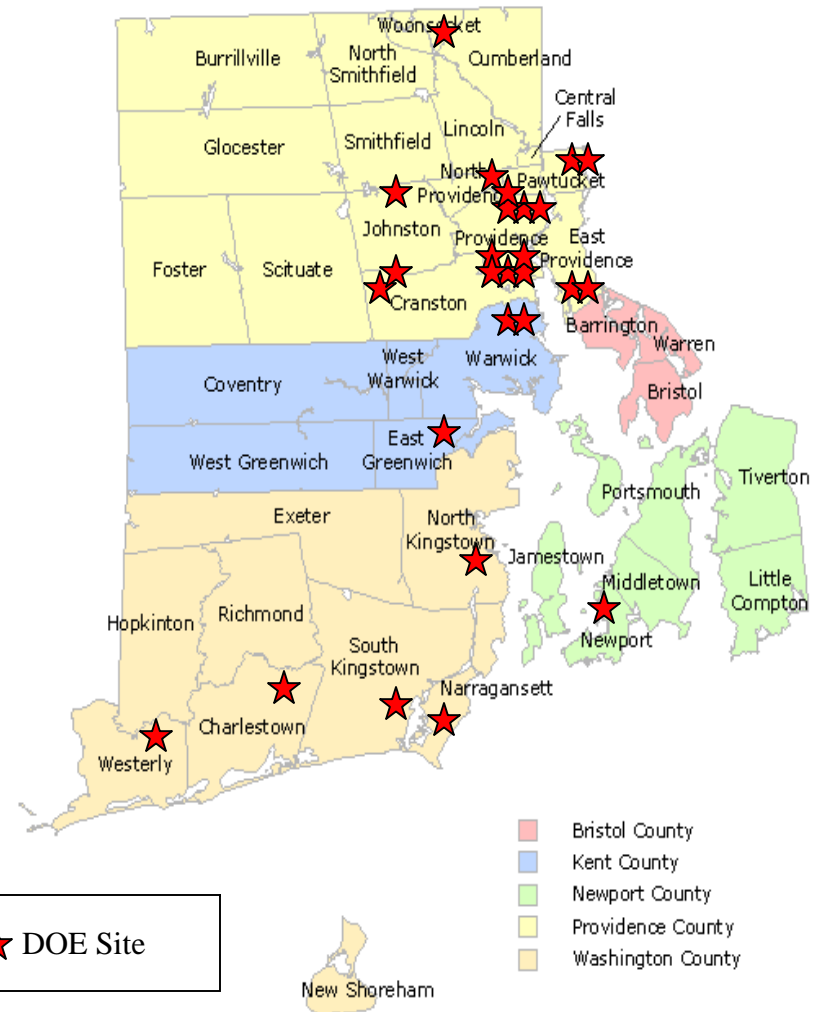 Woonsocket
Burrillville
North
Smithfield
Cumberland
Central
Falls
Glocester
Smithfield
Lincoln
North
Providence
Pawtucket
Johnston
Providence
East
Providence
Foster
Scituate
Cranston
Barrington
Warren
West
Warwick
Warwick
Coventry
Bristol
East
Greenwich
West Greenwich
Tiverton
Portsmouth
Exeter
North
Kingstown
Jamestown
Middletown
Little
Compton
Hopkinton
Richmond
South
Kingstown
Newport
Narragansett
Charlestown
Westerly
Bristol County
Kent County
Newport County
Providence County
Washington County
DOE Site
New Shoreham